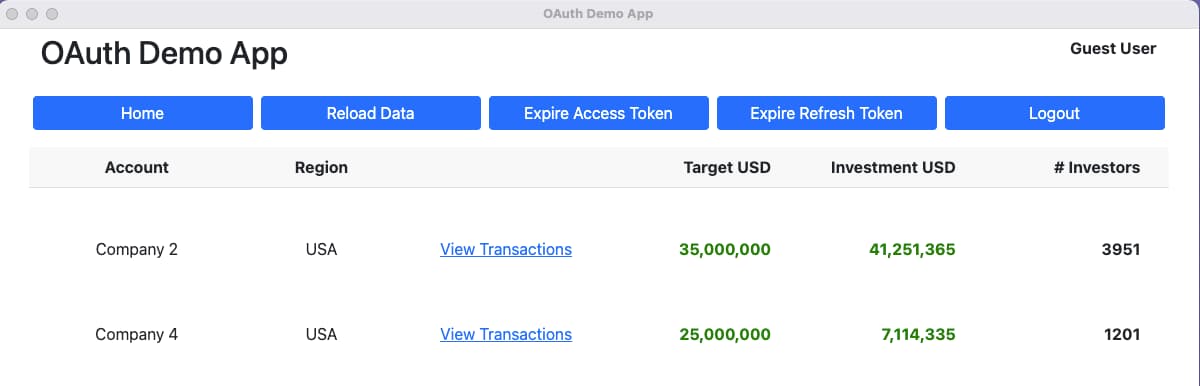 OAuth Demo App
OAuth Demo App
Guest User
Home Reload Data Expire Access Token Expire Refresh Token Logout
Account Region Target USD Investment USD # Investors
Company 2 USA View Transactions 35,000,000 41,251,365 3951
Company 4 USA View Transactions 25,000,000 7,114,335 1201